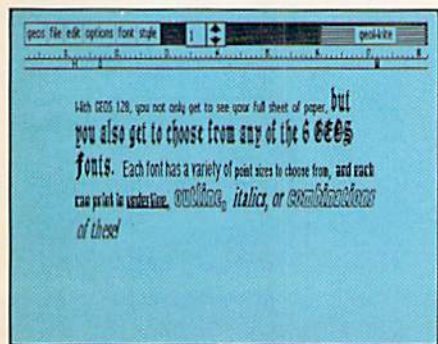 geos file edit options font style 1 geoWrite
With GEOS 128, you not only get to see your full sheet of paper, but
you also get to choose from any of the 6 GEOS
fonts. Each font has a variety of point sizes to choose from, and each
can print in underline, outline, italics, or combinations
of these!